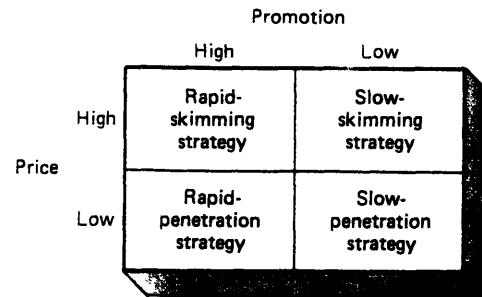 Promotion
High Low
Rapid- Slow-
High skimming skimming
strategy strategy
Price
Rapid- Slow-
Low penetration penetration
strategy strategy